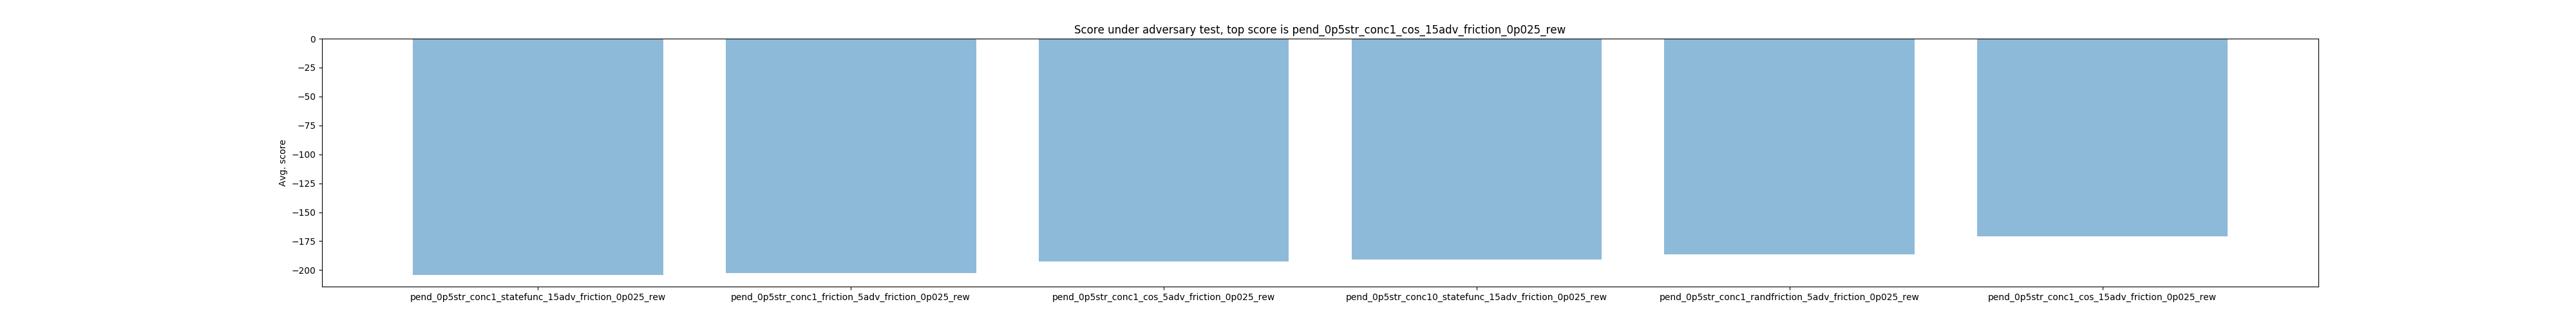 Score under adversary test, top score is pend_0p5str_conc1_cos_15adv_friction_0p025_rew
Avg. score
0
−25
−50
−75
−100
−125
−150
−175
−200
pend_0p5str_conc1_statefunc_15adv_friction_0p025_rew
pend_0p5str_conc1_friction_5adv_friction_0p025_rew
pend_0p5str_conc1_cos_5adv_friction_0p025_rew
pend_0p5str_conc10_statefunc_15adv_friction_0p025_rew
pend_0p5str_conc1_randfriction_5adv_friction_0p025_rew
pend_0p5str_conc1_cos_15adv_friction_0p025_rew